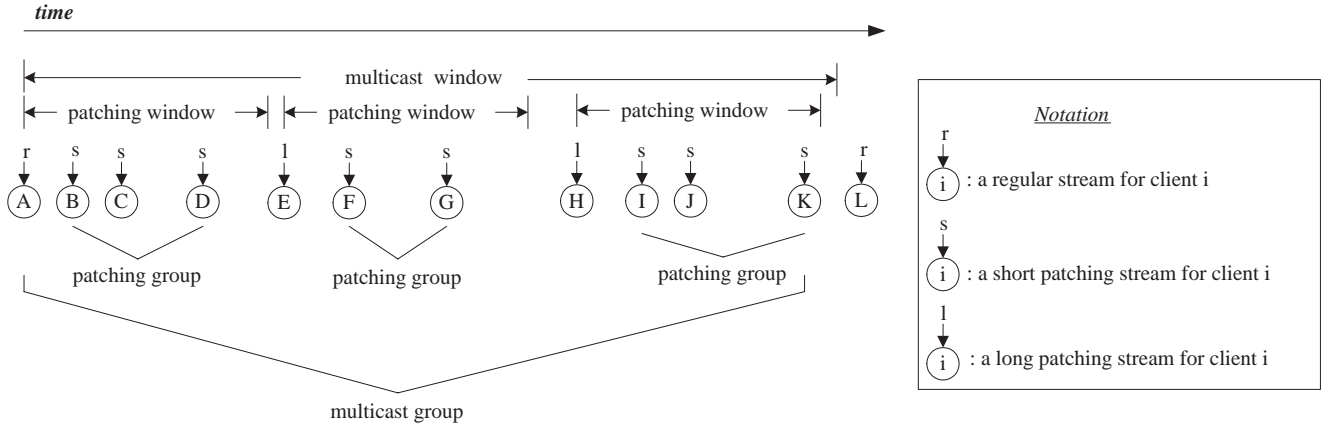 time
multicast window
patching window patching window patching window
r s s s l s s l s s s r
A B C D E F G H I J K L
patching group patching group patching group
multicast group
Notation
r
i : a regular stream for client i
s
i : a short patching stream for client i
l
i : a long patching stream for client i